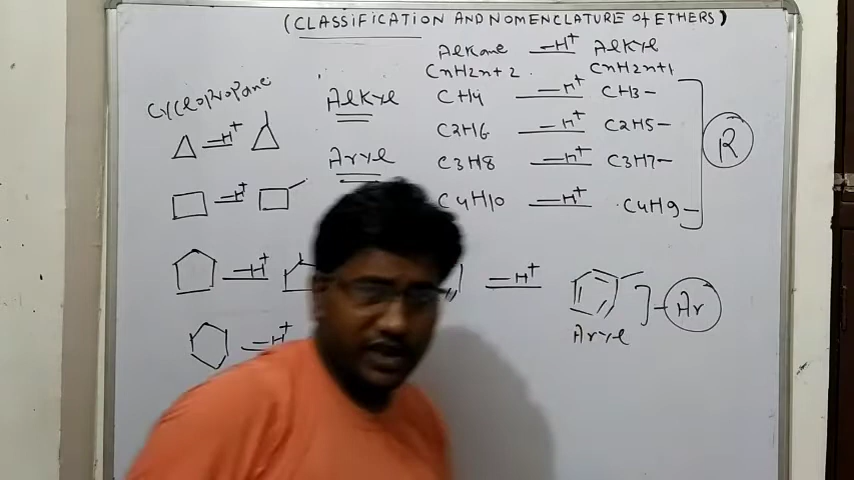 (CLASSIFICATION AND NOMENCLATURE OF ETHERS)
Alkane -H+ Alkyl
CnH2n+2 CnH2n+1
Cyclopropane
Alkyl
CH4 -H+ CH3-
-H+
C2H6 -H+ C2H5-
R
Aryl
C3H8 -H+ C3H7-
-H+
C4H10 -H+ C4H9-
-H+
-H+
Ar
Aryl
-H+